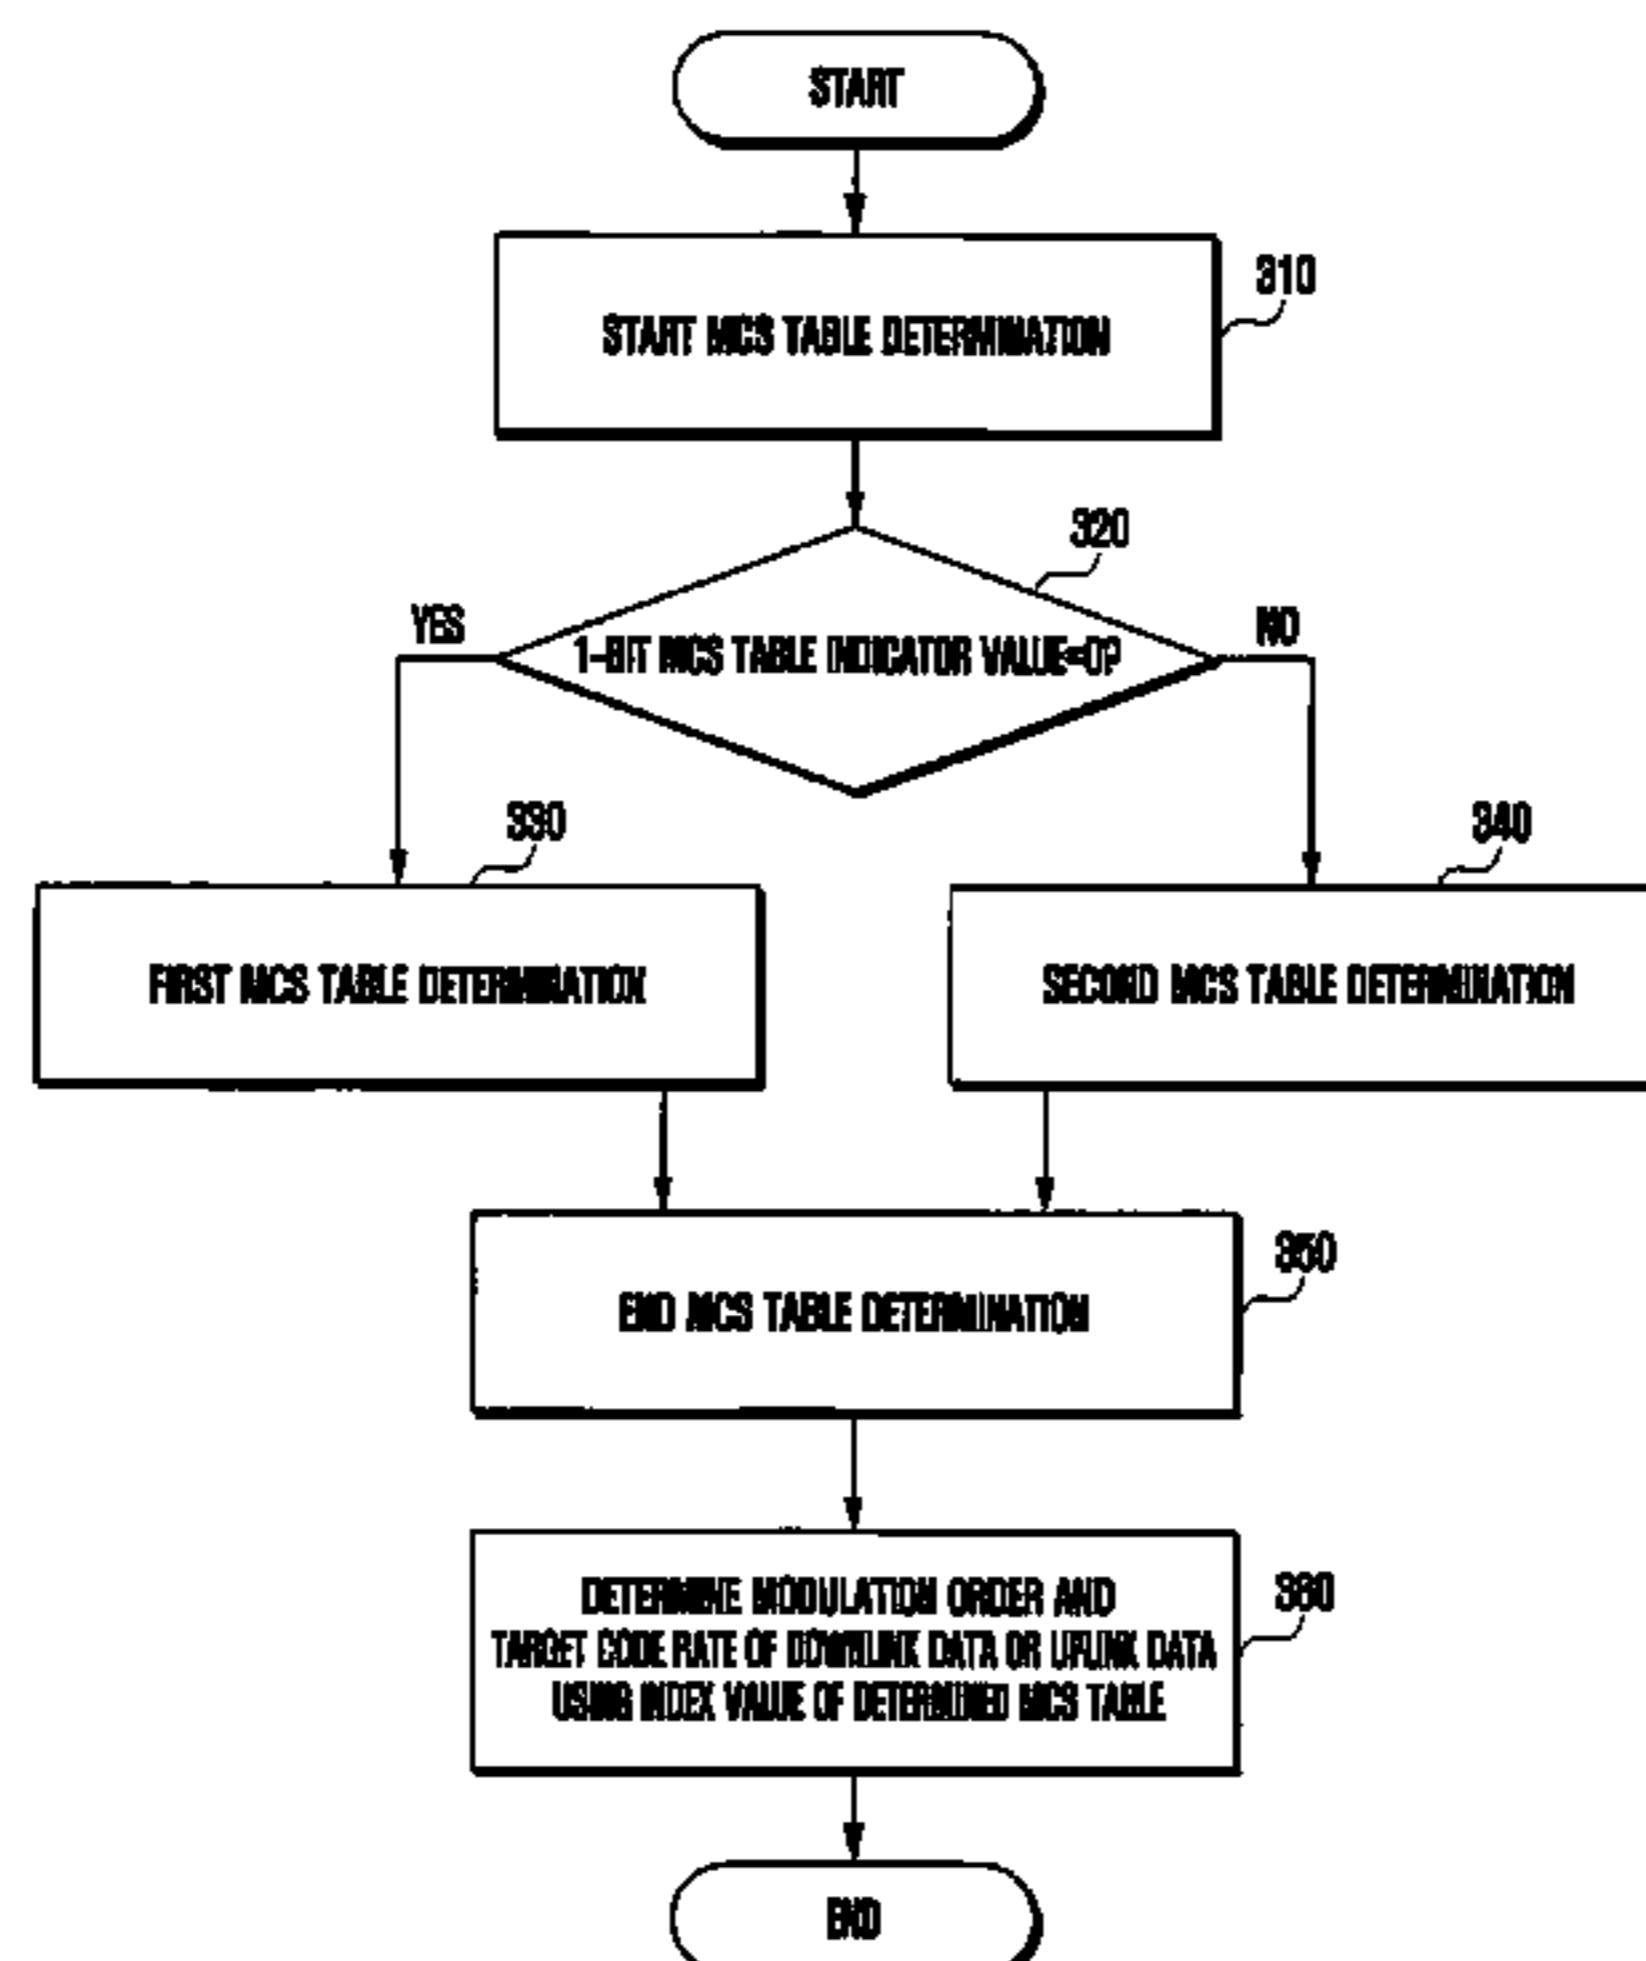 START
START MCS TABLE DETERMINATION
310
320
YES
1-BIT MCS TABLE INDICATOR VALUE=0?
NO
330
340
FIRST MCS TABLE DETERMINATION
SECOND MCS TABLE DETERMINATION
END MCS TABLE DETERMINATION
350
DETERMINE MODULATION ORDER AND
TARGET CODE RATE OF DOWNLINK DATA OR UPLINK DATA
USING INDEX VALUE OF DETERMINED MCS TABLE
360
END